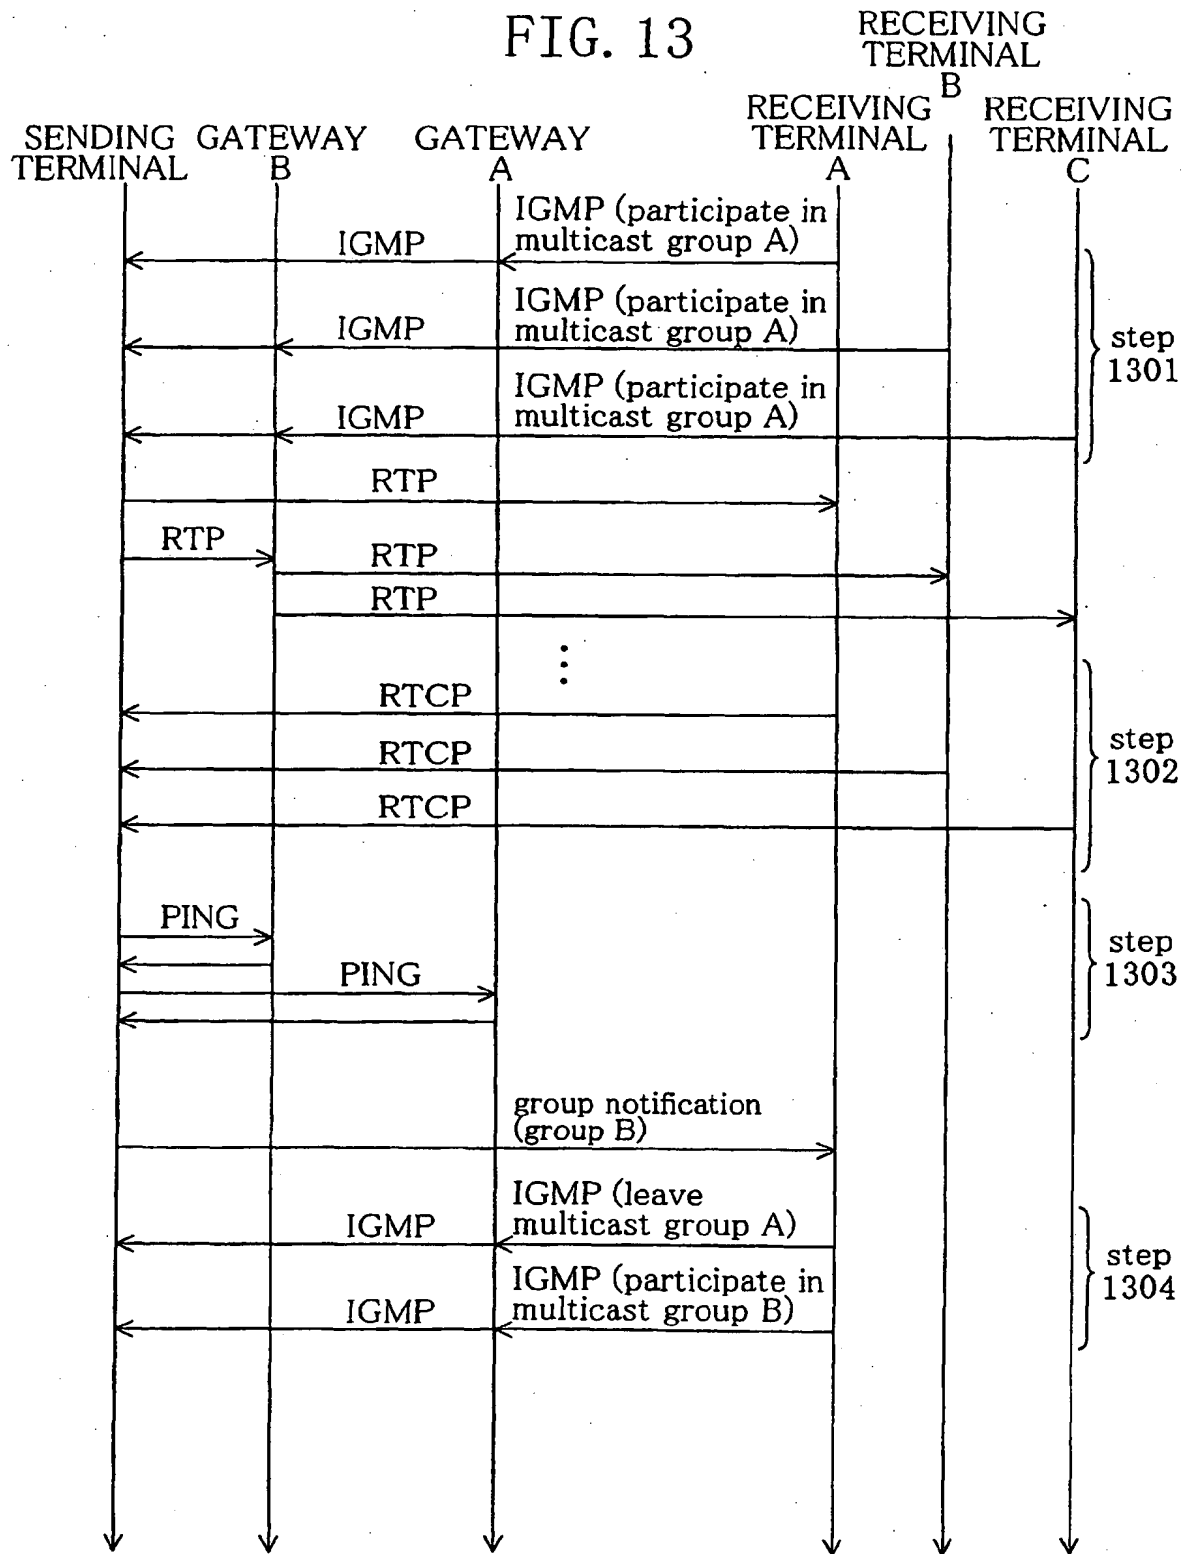 FIG. 13
RECEIVING
TERMINAL
B
SENDING
TERMINAL
GATEWAY
B
GATEWAY
A
RECEIVING
TERMINAL
A
RECEIVING
TERMINAL
C
IGMP
IGMP (participate in
multicast group A)
IGMP
IGMP (participate in
multicast group A)
IGMP
IGMP (participate in
multicast group A)
step
1301
RTP
RTP
RTP
RTP
RTCP
RTCP
RTCP
step
1302
PING
PING
step
1303
group notification
(group B)
IGMP
IGMP (leave
multicast group A)
IGMP
IGMP (participate in
multicast group B)
step
1304